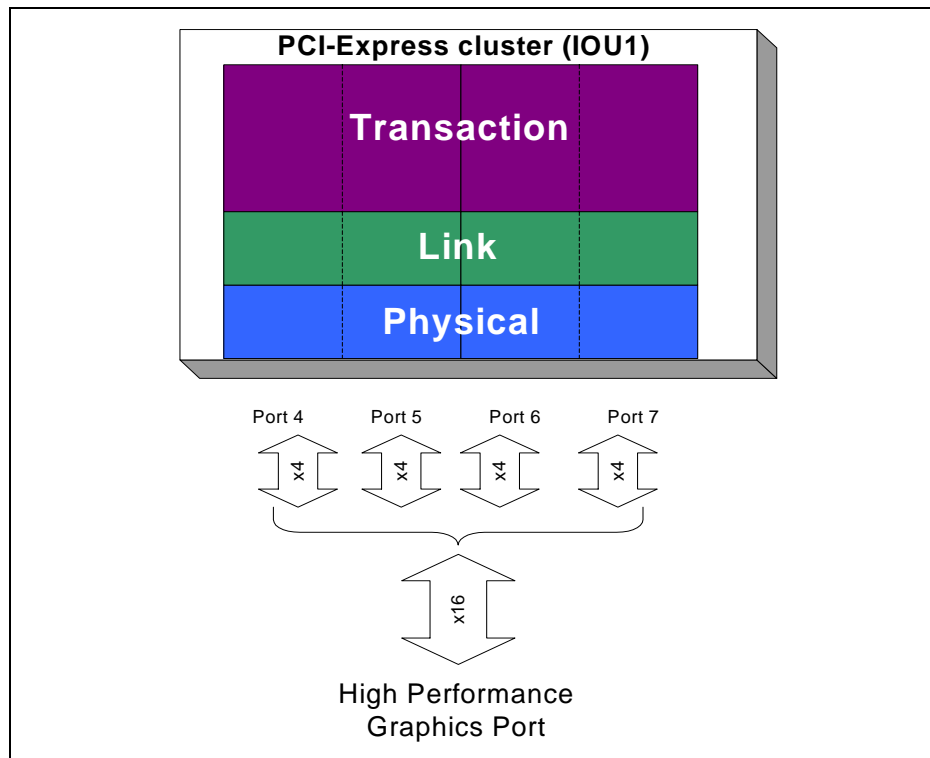 PCI-Express cluster (IOU1)
Transaction
Link
Physical
Port 4 Port 5 Port 6 Port 7
x4 x4 x4 x4
x16
High Performance
Graphics Port